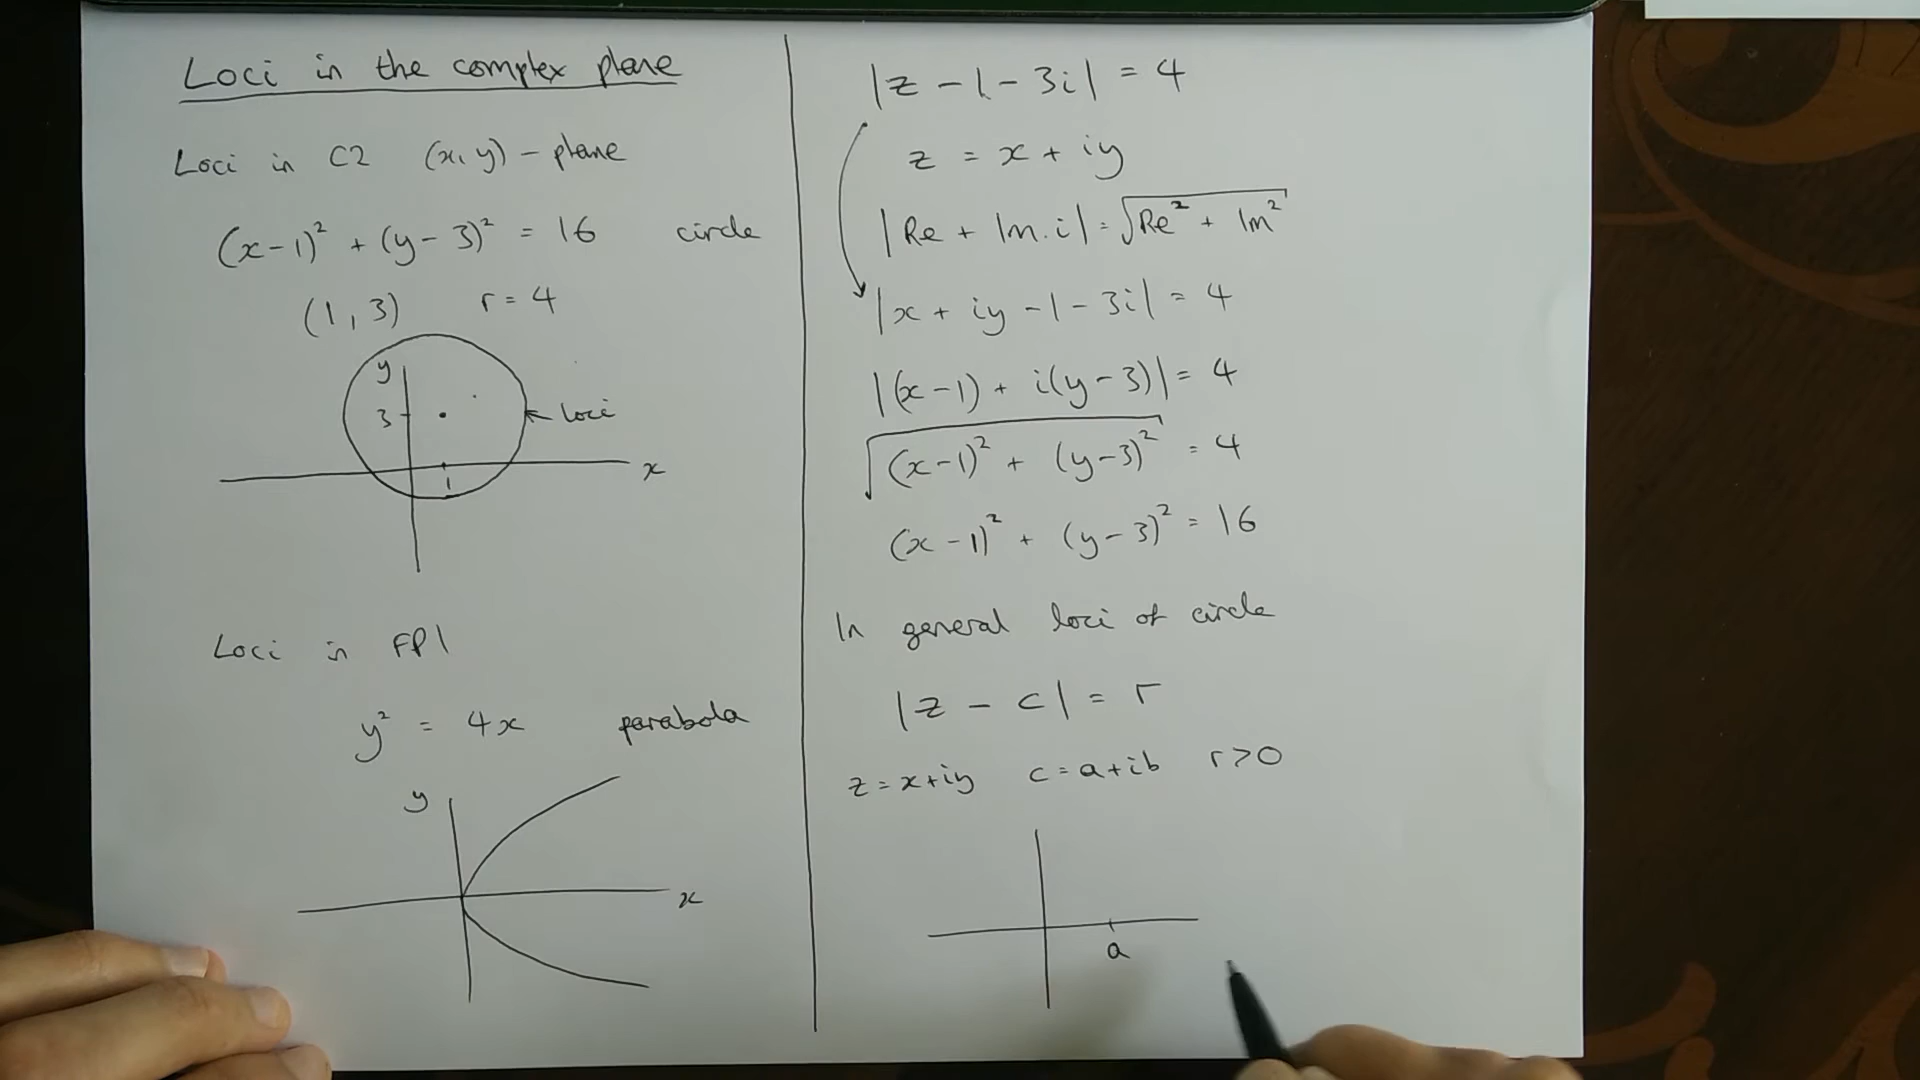 Loci in the complex plane
Loci in C2 (x, y) - plane
(x-1)² + (y-3)² = 16 circle
(1, 3) r = 4
y
3
loci
x
1
Loci in FP1
y² = 4x parabola
y
x
|z - 1 - 3i| = 4
z = x + iy
|Re + Im.i| = √(Re² + Im²)
|x + iy - 1 - 3i| = 4
|(x-1) + i(y-3)| = 4
√((x-1)² + (y-3)²) = 4
(x-1)² + (y-3)² = 16
In general loci of circle
|z - c| = r
z = x+iy c = a+ib r>0
a